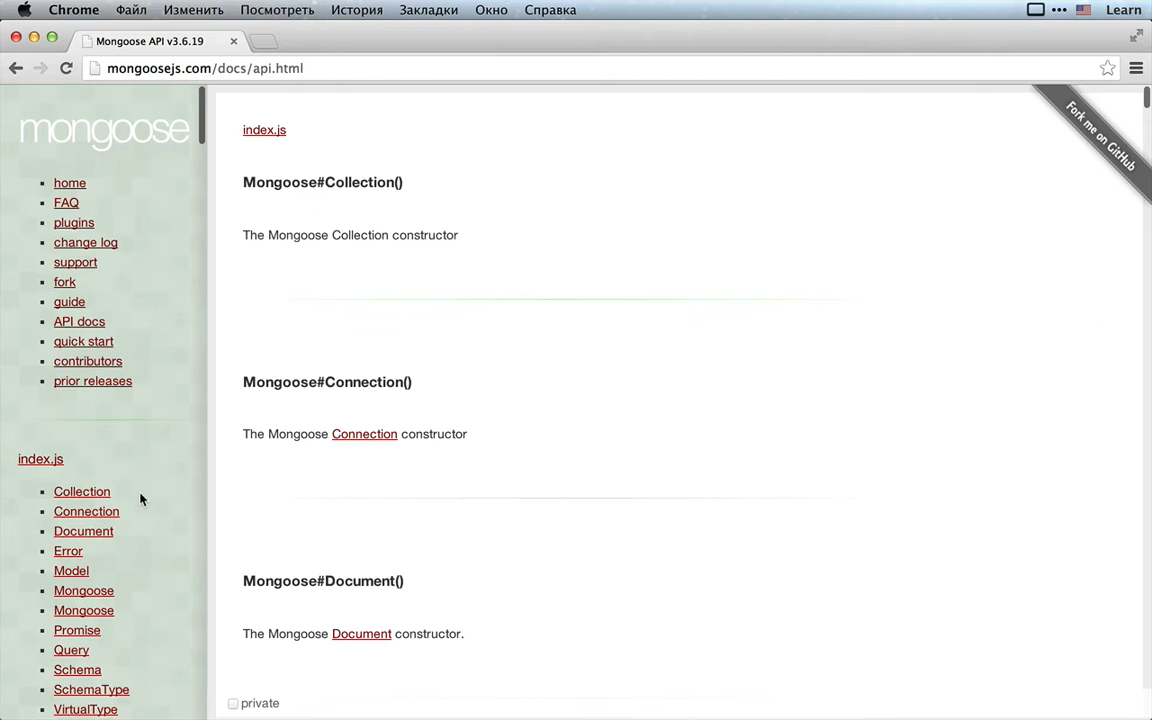 Chrome Файл Изменить Посмотреть История Закладки Окно Справка Learn
Mongoose API v3.6.19
mongoosejs.com/docs/api.html
mongoose
home
FAQ
plugins
change log
support
fork
guide
API docs
quick start
contributors
prior releases
index.js
Collection
Connection
Document
Error
Model
Mongoose
Mongoose
Promise
Query
Schema
SchemaType
VirtualType
index.js
Mongoose#Collection()
The Mongoose Collection constructor
Mongoose#Connection()
The Mongoose Connection constructor
Mongoose#Document()
The Mongoose Document constructor.
private
Fork me on GitHub